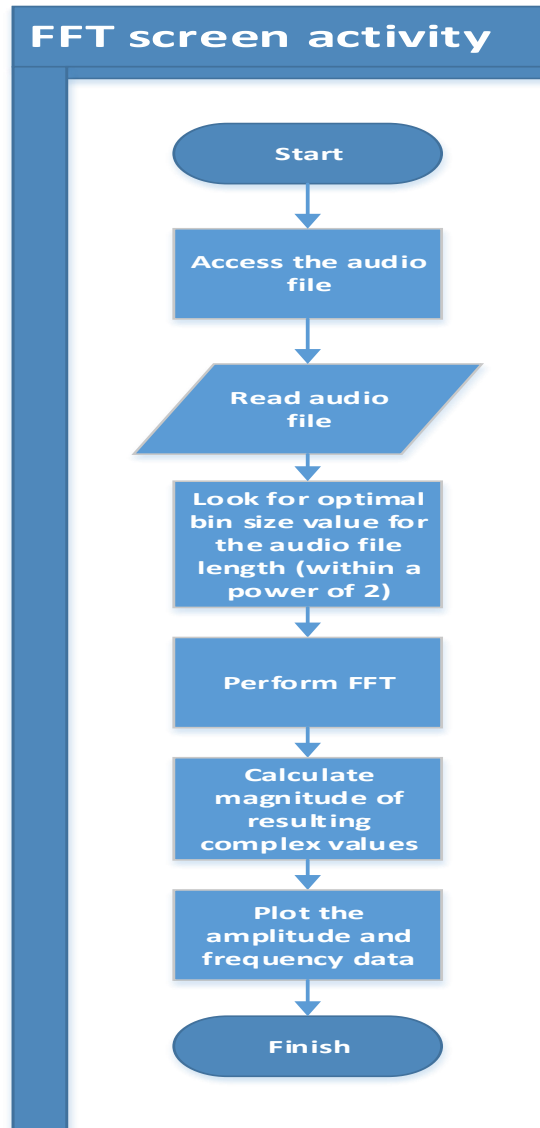 FFT screen activity
Start
Access the audio
file
Read audio
file
Look for optimal
bin size value for
the audio file
length (within a
power of 2)
Perform FFT
Calculate
magnitude of
resulting
complex values
Plot the
amplitude and
frequency data
Finish